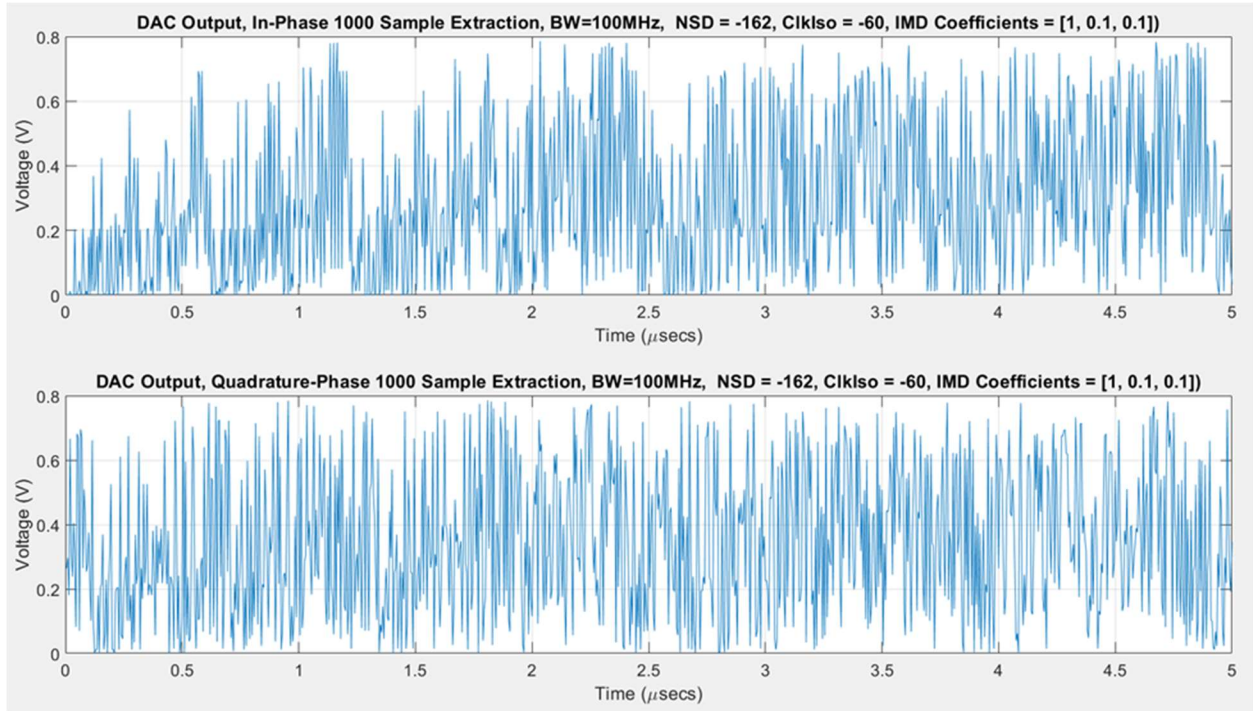 DAC Output, In-Phase 1000 Sample Extraction, BW=100MHz,  NSD = -162, ClkIso = -60, IMD Coefficients = [1, 0.1, 0.1])
0.8
0.6
0.4
0.2
0
Voltage (V)
0 0.5 1 1.5 2 2.5 3 3.5 4 4.5 5
Time (μsecs)
DAC Output, Quadrature-Phase 1000 Sample Extraction, BW=100MHz,  NSD = -162, ClkIso = -60, IMD Coefficients = [1, 0.1, 0.1])
0.8
0.6
0.4
0.2
0
Voltage (V)
0 0.5 1 1.5 2 2.5 3 3.5 4 4.5 5
Time (μsecs)